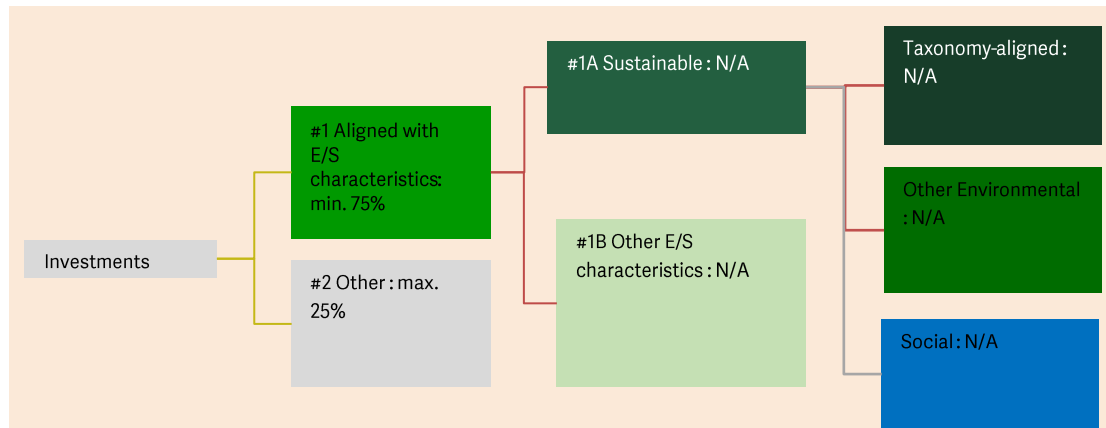 Investments
#1 Aligned with
E/S
characteristics:
min. 75%
#2 Other : max.
25%
#1A Sustainable : N/A
#1B Other E/S
characteristics : N/A
Taxonomy-aligned :
N/A
Other Environmental
: N/A
Social : N/A